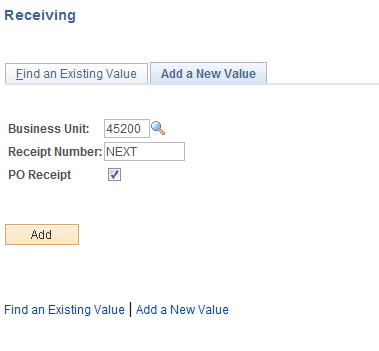 Receiving
Find an Existing Value Add a New Value
Business Unit: 45200
Receipt Number: NEXT
PO Receipt
Add
Find an Existing Value | Add a New Value